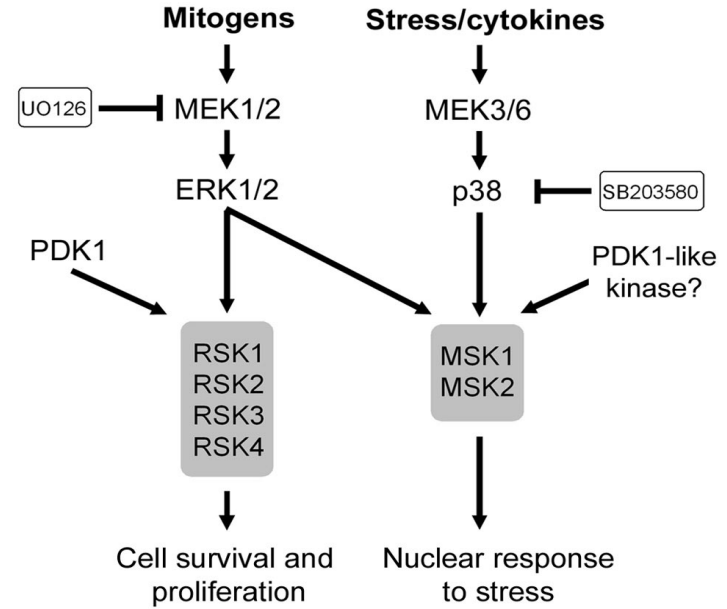 Mitogens
Stress/cytokines
UO126
MEK1/2
MEK3/6
ERK1/2
p38
SB203580
PDK1
PDK1-like
kinase?
RSK1
RSK2
RSK3
RSK4
MSK1
MSK2
Cell survival and
proliferation
Nuclear response
to stress